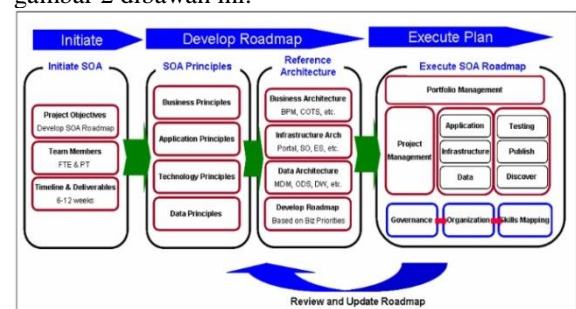 gambar 2 dibawah ini.
Initiate
Develop Roadmap
Execute Plan
Initiate SOA
Project Objectives
Develop SOA Roadmap
Team Members
FTE & PT
Timeline & Deliverables
6-12 weeks
SOA Principles
Business Principles
Application Principles
Technology Principles
Data Principles
Reference
Architecture
Business Architecture
BPM, COTS, etc.
Infrastructure Arch
Portal, SO, ES, etc.
Data Architecture
MDM, ODS, DW, etc.
Develop Roadmap
Based on Biz Priorities
Execute SOA Roadmap
Portfolio Management
Project
Management
Application
Infrastructure
Data
Testing
Publish
Discover
Governance
Organization
Skills Mapping
Review and Update Roadmap